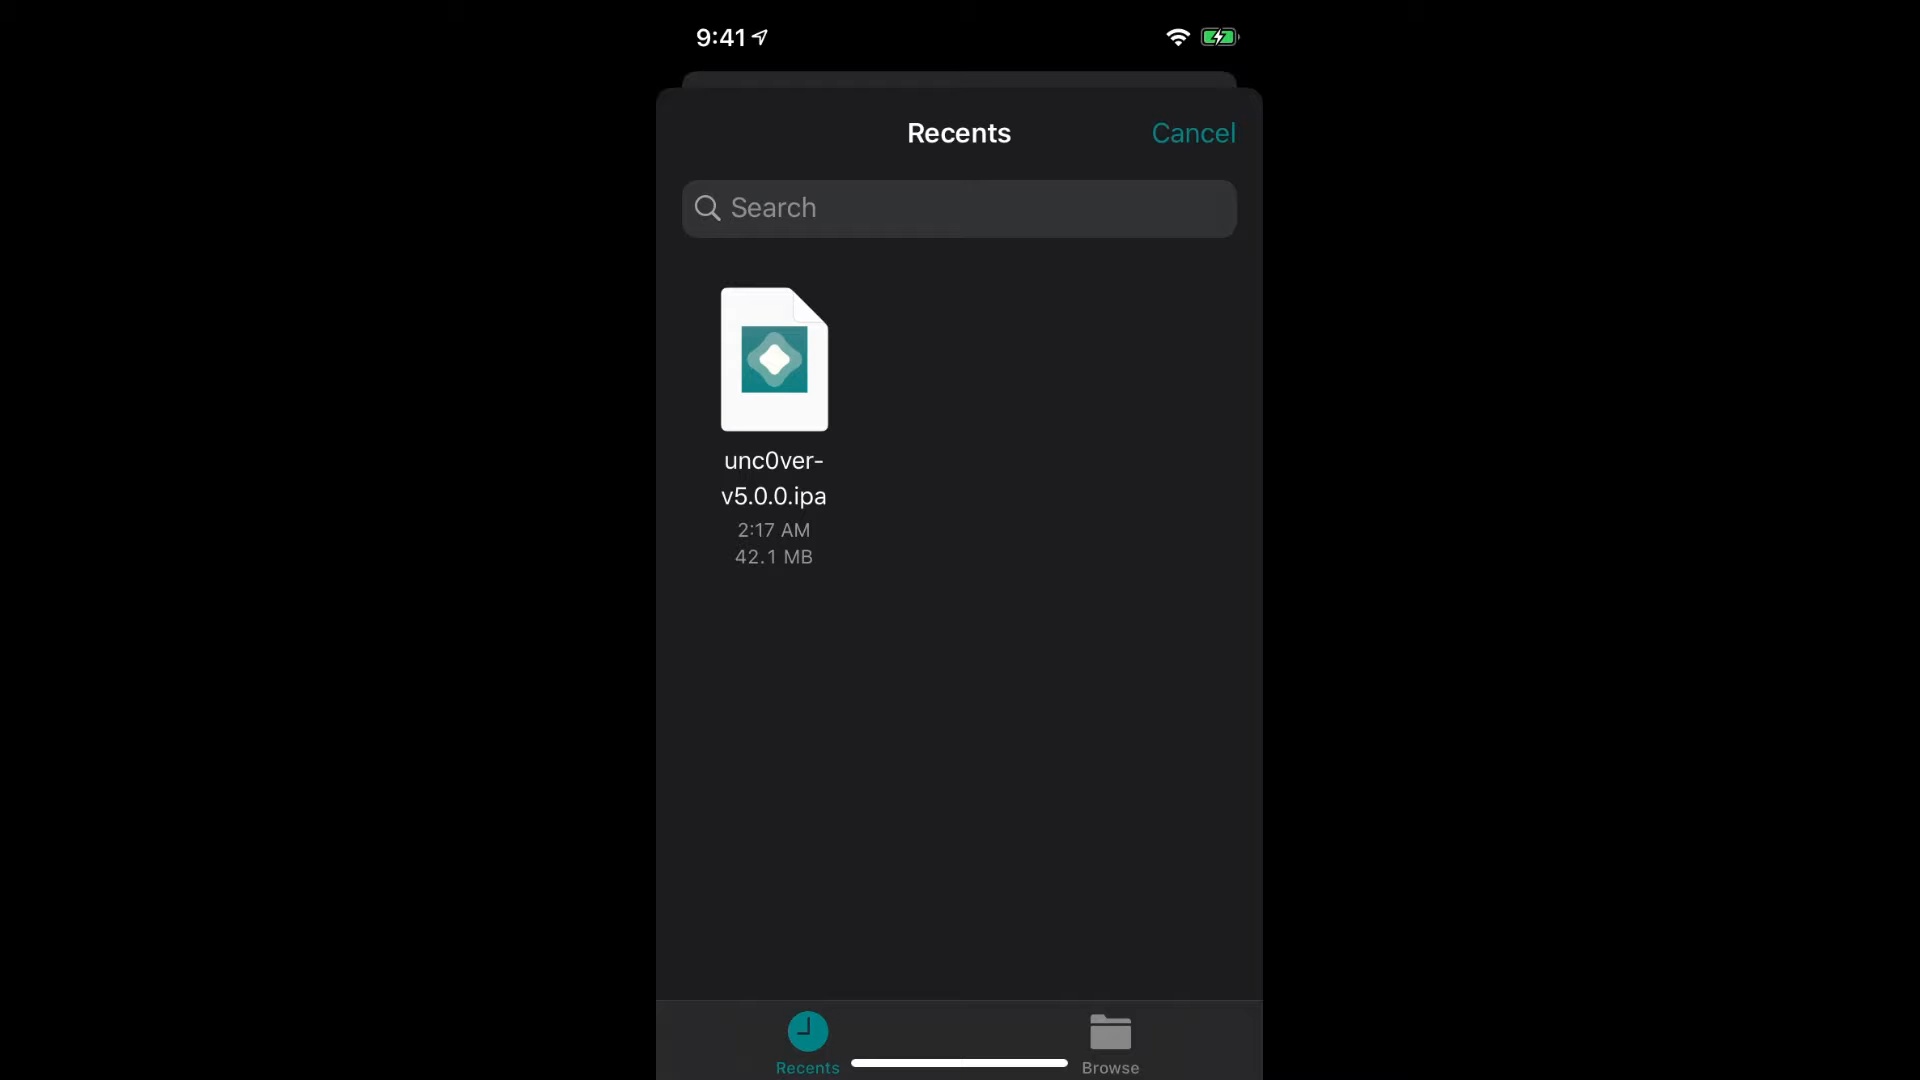 9:41
Recents
Cancel
Search
unc0ver-
v5.0.0.ipa
2:17 AM
42.1 MB
Recents
Browse